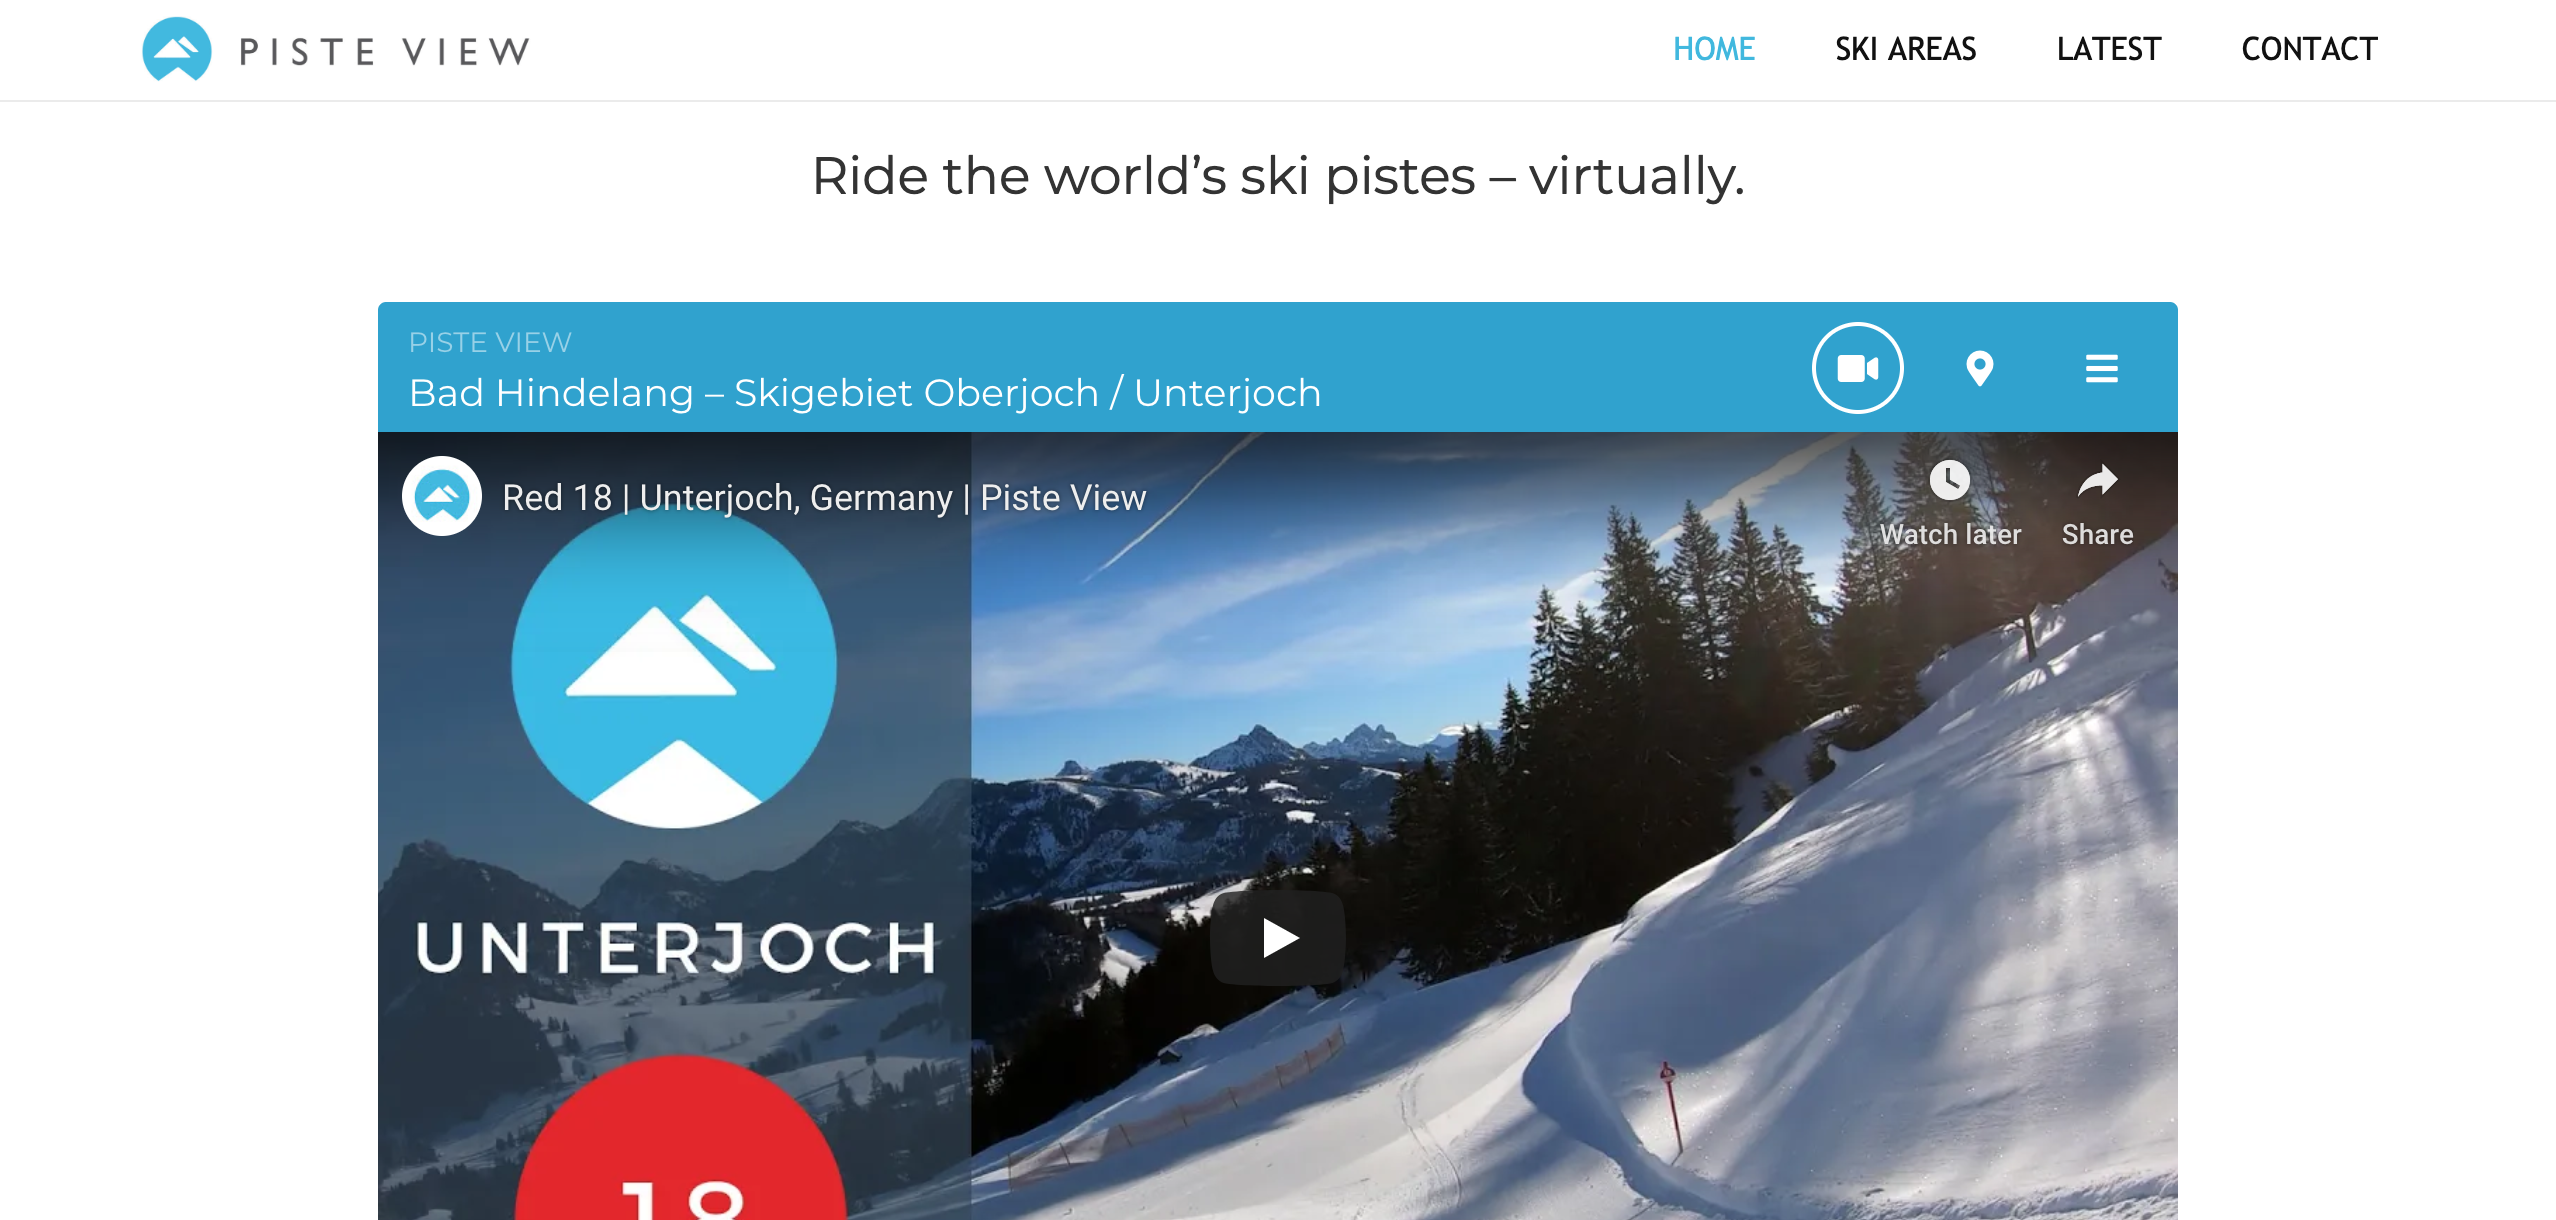 PISTE VIEW
HOME SKI AREAS LATEST CONTACT
Ride the world’s ski pistes – virtually.
PISTE VIEW
Bad Hindelang – Skigebiet Oberjoch / Unterjoch
Red 18 | Unterjoch, Germany | Piste View
Watch later Share
UNTERJOCH
18